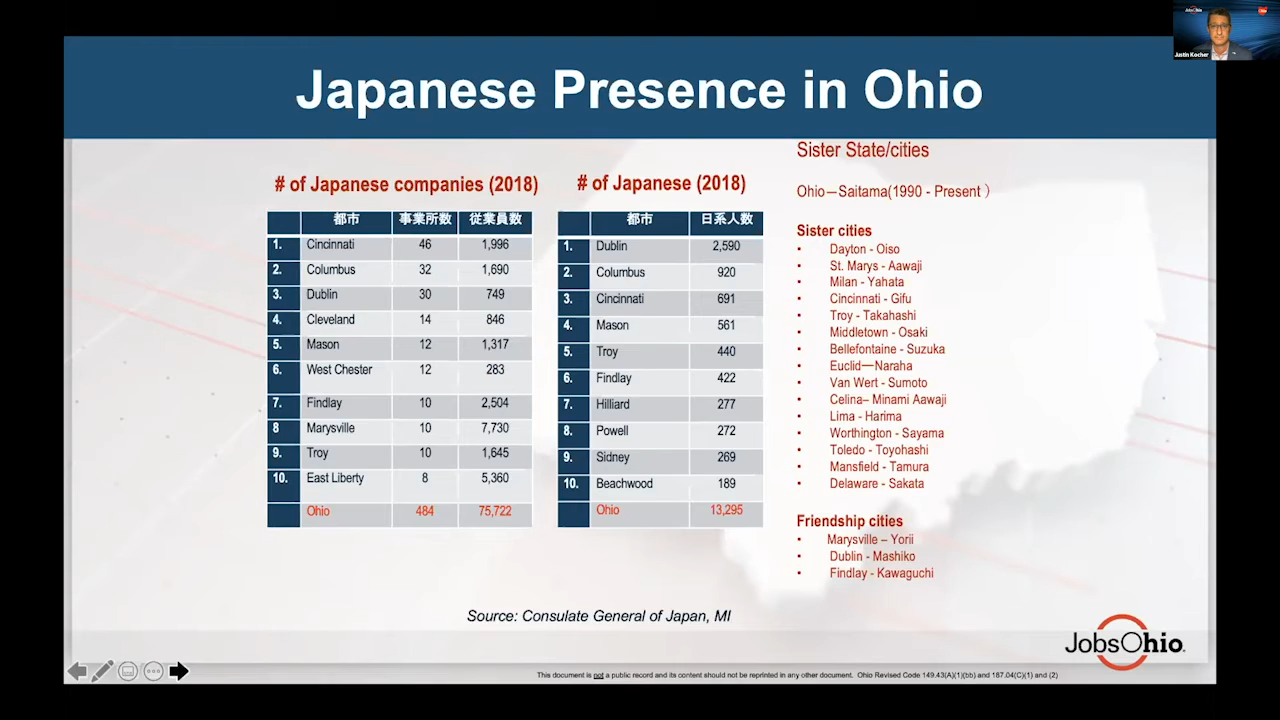 JobsOhio
Justin Kocher
Japanese Presence in Ohio
# of Japanese companies (2018)
都市 事業所数 従業員数
1. Cincinnati 46 1,996
2. Columbus 32 1,690
3. Dublin 30 749
4. Cleveland 14 846
5. Mason 12 1,317
6. West Chester 12 283
7. Findlay 10 2,504
8 Marysville 10 7,730
9. Troy 10 1,645
10. East Liberty 8 5,360
Ohio 484 75,722
# of Japanese (2018)
都市 日系人数
1. Dublin 2,590
2. Columbus 920
3. Cincinnati 691
4. Mason 561
5. Troy 440
6. Findlay 422
7. Hilliard 277
8. Powell 272
9. Sidney 269
10. Beachwood 189
Ohio 13,295
Sister State/cities
Ohio—Saitama(1990 - Present )
Sister cities
▪ Dayton - Oiso
▪ St. Marys - Aawaji
▪ Milan - Yahata
▪ Cincinnati - Gifu
▪ Troy - Takahashi
▪ Middletown - Osaki
▪ Bellefontaine - Suzuka
▪ Euclid—Naraha
▪ Van Wert - Sumoto
▪ Celina– Minami Aawaji
▪ Lima - Harima
▪ Worthington - Sayama
▪ Toledo - Toyohashi
▪ Mansfield - Tamura
▪ Delaware - Sakata
Friendship cities
▪ Marysville – Yorii
▪ Dublin - Mashiko
▪ Findlay - Kawaguchi
Source: Consulate General of Japan, MI
JobsOhio
This document is not a public record and its content should not be reprinted in any other document. Ohio Revised Code 149.43(A)(1)(bb) and 187.04(C)(1) and (2)